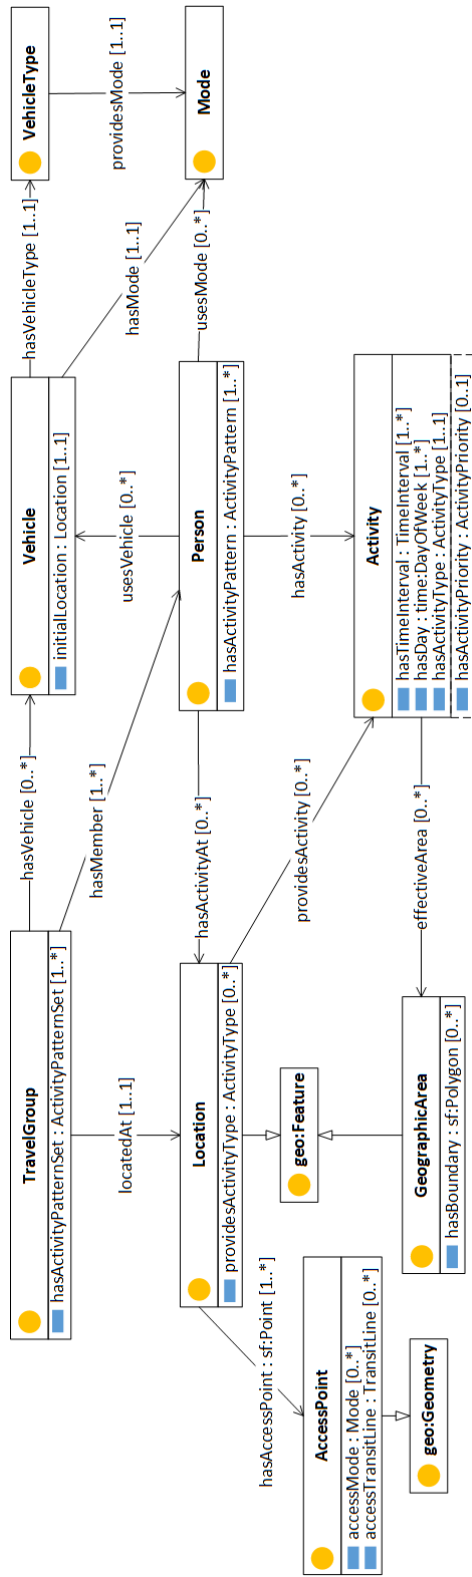 TravelGroup
hasActivityPatternSet : ActivityPatternSet [1..*]
hasVehicle [0..*]
Vehicle
initialLocation : Location [1..1]
hasVehicleType [1..1]
VehicleType
providesMode [1..1]
hasMode [1..1]
Mode
hasMember [1..*]
usesVehicle [0..*]
usesMode [0..*]
locatedAt [1..1]
Person
hasActivityPattern : ActivityPattern [1..*]
hasActivityAt [0..*]
Location
providesActivityType : ActivityType [0..*]
hasActivity [0..*]
providesActivity [0..*]
hasAccessPoint : sf:Point [1..*]
geo:Feature
AccessPoint
accessMode : Mode [0..*]
accessTransitLine : TransitLine [0..*]
geo:Geometry
GeographicArea
hasBoundary : sf:Polygon [0..*]
effectiveArea [0..*]
Activity
hasTimeInterval : TimeInterval [1..*]
hasDay : time:DayOfWeek [1..*]
hasActivityType : ActivityType [1..1]
hasActivityPriority : ActivityPriority [0..1]